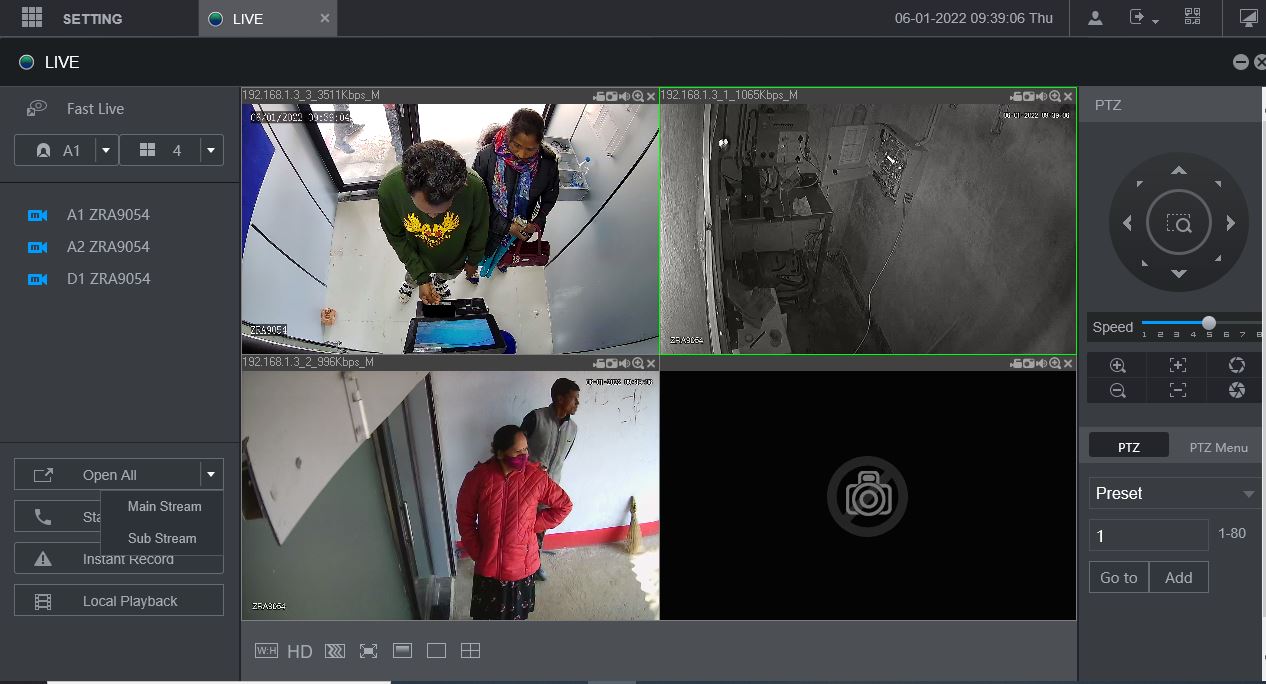 SETTING
LIVE
06-01-2022 09:39:06 Thu
LIVE
Fast Live
A1
4
A1 ZRA9054
A2 ZRA9054
D1 ZRA9054
Open All
Main Stream
Sta
Sub Stream
Instant Record
Local Playback
192.168.1.3_3_3511Kbps_M
06/01/2022 09:39:04
ZRA9054
192.168.1.3_1_1065Kbps_M
06-01-2022 09:39:06
ZRA9054
192.168.1.3_2_996Kbps_M
06-01-2022 09:39:06
ZRA9054
W:H
HD
PTZ
Speed
1 2 3 4 5 6 7 8
PTZ
PTZ Menu
Preset
1
1-80
Go to
Add